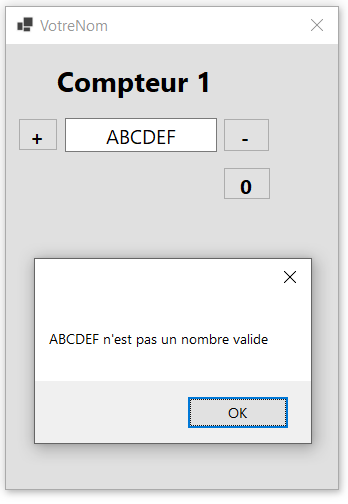 VotreNom
Compteur 1
+ ABCDEF -
0
ABCDEF n'est pas un nombre valide
OK